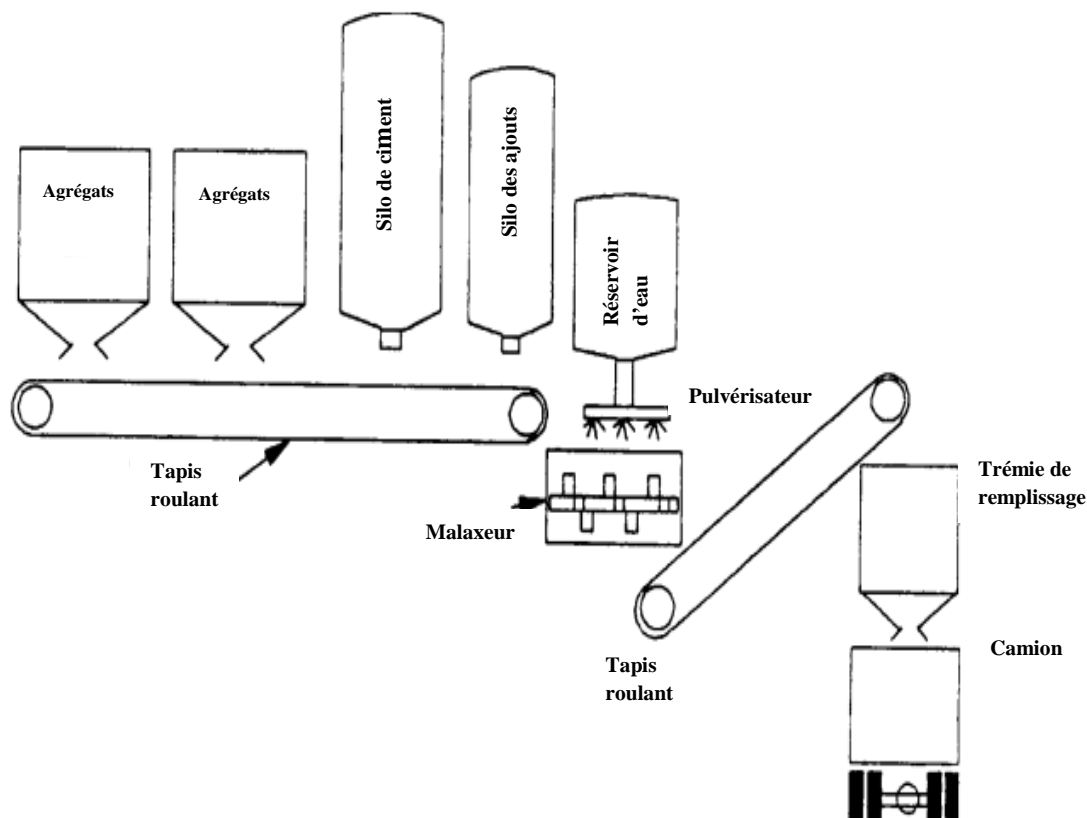 Agrégats
Agrégats
Silo de ciment
Silo des ajouts
Réservoir
d’eau
Pulvérisateur
Tapis
roulant
Malaxeur
Trémie de
remplissage
Tapis
roulant
Camion